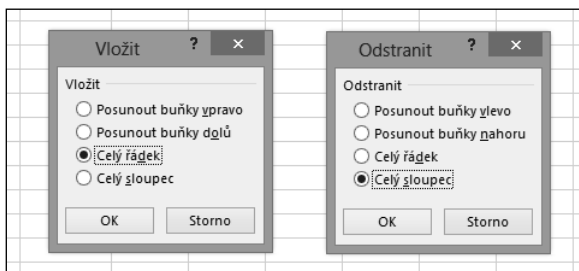 Vložit ? ×
Vložit
Posunout buňky vpravo
Posunout buňky dolů
Celý řádek
Celý sloupec
OK Storno
Odstranit ? ×
Odstranit
Posunout buňky vlevo
Posunout buňky nahoru
Celý řádek
Celý sloupec
OK Storno